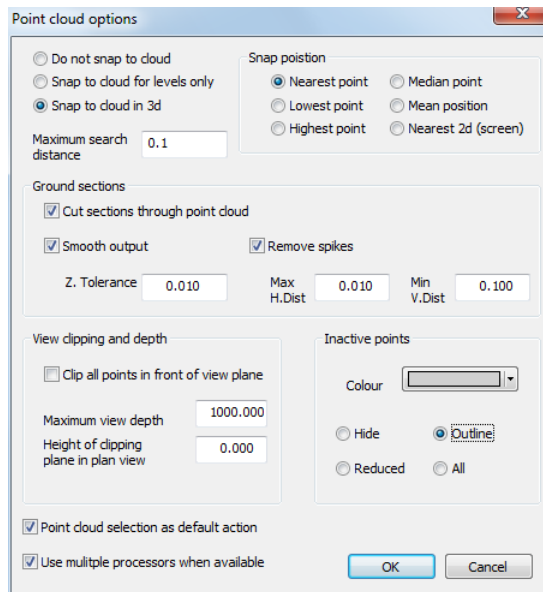 Point cloud options
Do not snap to cloud
Snap to cloud for levels only
Snap to cloud in 3d
Maximum search
distance
0.1
Snap poistion
Nearest point
Median point
Lowest point
Mean position
Highest point
Nearest 2d (screen)
Ground sections
Cut sections through point cloud
Smooth output
Remove spikes
Z. Tolerance
0.010
Max
H.Dist
0.010
Min
V.Dist
0.100
View clipping and depth
Clip all points in front of view plane
Maximum view depth
1000.000
Height of clipping
plane in plan view
0.000
Inactive points
Colour
Hide
Outline
Reduced
All
Point cloud selection as default action
Use mulitple processors when available
OK
Cancel